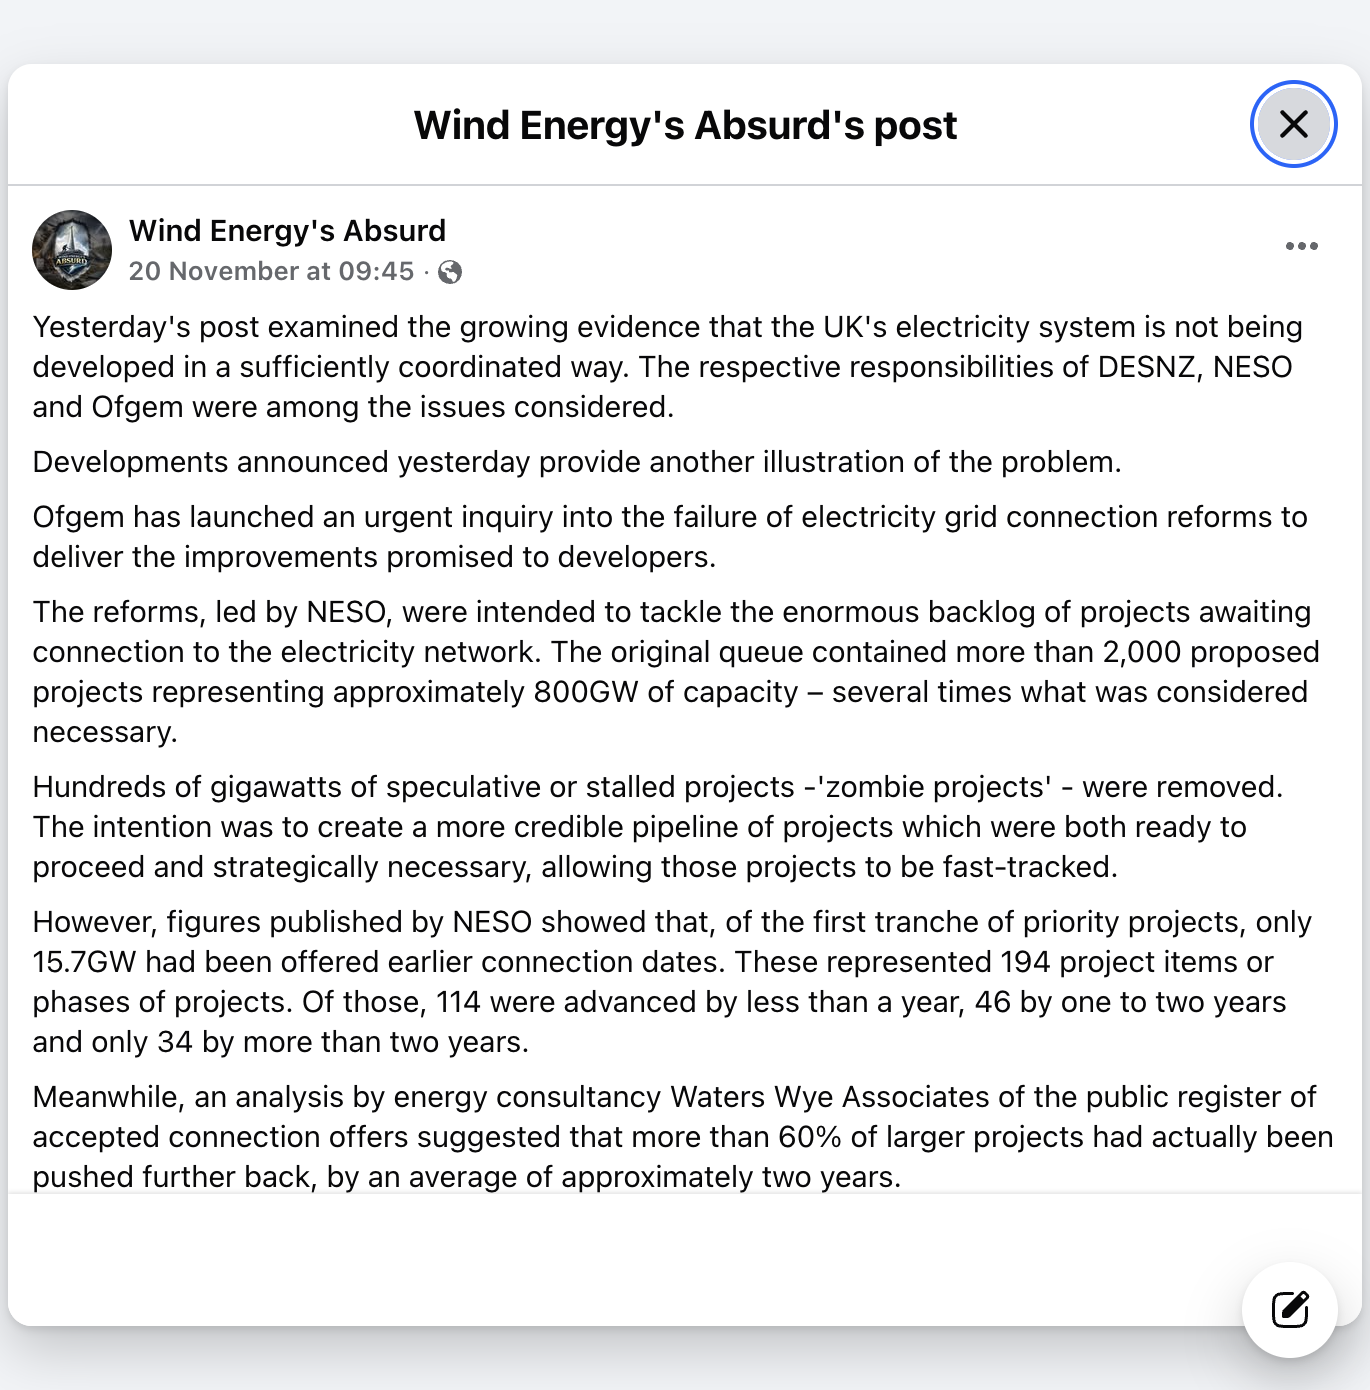 Wind Energy's Absurd's post
Wind Energy's Absurd
20 November at 09:45 ·
Yesterday's post examined the growing evidence that the UK's electricity system is not being
developed in a sufficiently coordinated way. The respective responsibilities of DESNZ, NESO
and Ofgem were among the issues considered.
Developments announced yesterday provide another illustration of the problem.
Ofgem has launched an urgent inquiry into the failure of electricity grid connection reforms to
deliver the improvements promised to developers.
The reforms, led by NESO, were intended to tackle the enormous backlog of projects awaiting
connection to the electricity network. The original queue contained more than 2,000 proposed
projects representing approximately 800GW of capacity – several times what was considered
necessary.
Hundreds of gigawatts of speculative or stalled projects -'zombie projects' - were removed.
The intention was to create a more credible pipeline of projects which were both ready to
proceed and strategically necessary, allowing those projects to be fast-tracked.
However, figures published by NESO showed that, of the first tranche of priority projects, only
15.7GW had been offered earlier connection dates. These represented 194 project items or
phases of projects. Of those, 114 were advanced by less than a year, 46 by one to two years
and only 34 by more than two years.
Meanwhile, an analysis by energy consultancy Waters Wye Associates of the public register of
accepted connection offers suggested that more than 60% of larger projects had actually been
pushed further back, by an average of approximately two years.